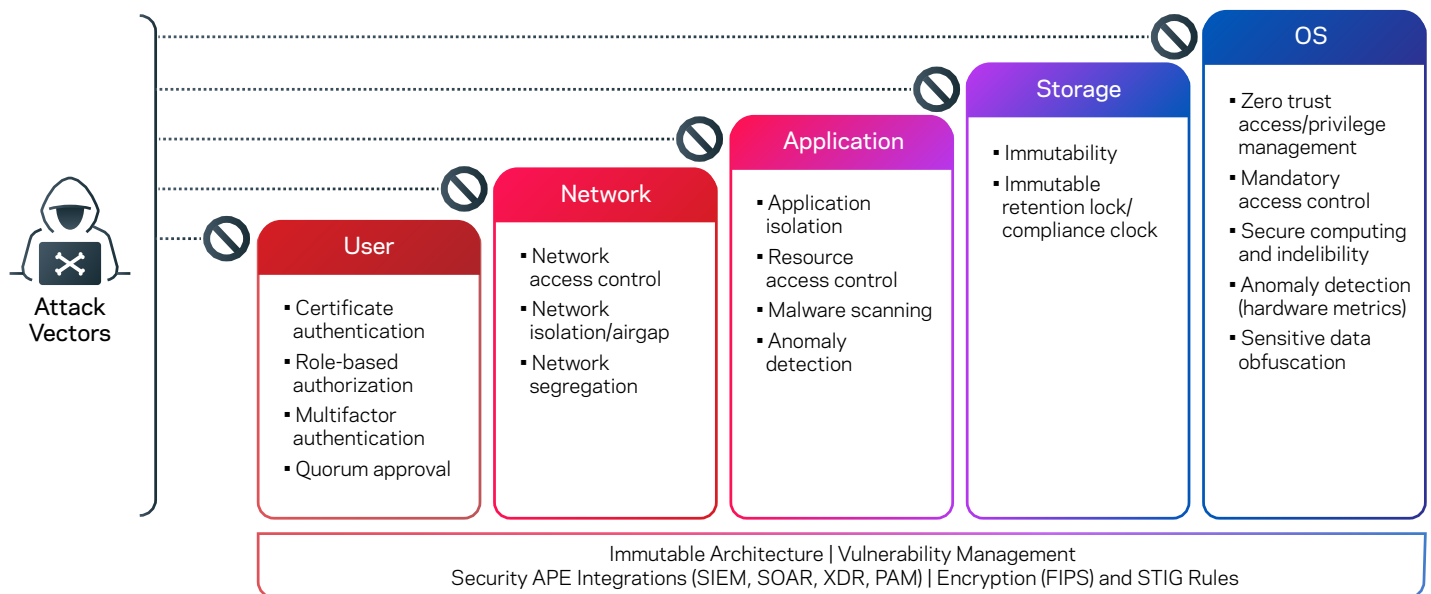 Attack
Vectors
User
▪ Certificate
authentication
▪ Role-based
authorization
▪ Multifactor
authentication
▪ Quorum approval
Network
▪ Network
access control
▪ Network
isolation/airgap
▪ Network
segregation
Application
▪ Application
isolation
▪ Resource
access control
▪ Malware scanning
▪ Anomaly
detection
Storage
▪ Immutability
▪ Immutable
retention lock/
compliance clock
OS
▪ Zero trust
access/privilege
management
▪ Mandatory
access control
▪ Secure computing
and indelibility
▪ Anomaly detection
(hardware metrics)
▪ Sensitive data
obfuscation
Immutable Architecture | Vulnerability Management
Security APE Integrations (SIEM, SOAR, XDR, PAM) | Encryption (FIPS) and STIG Rules